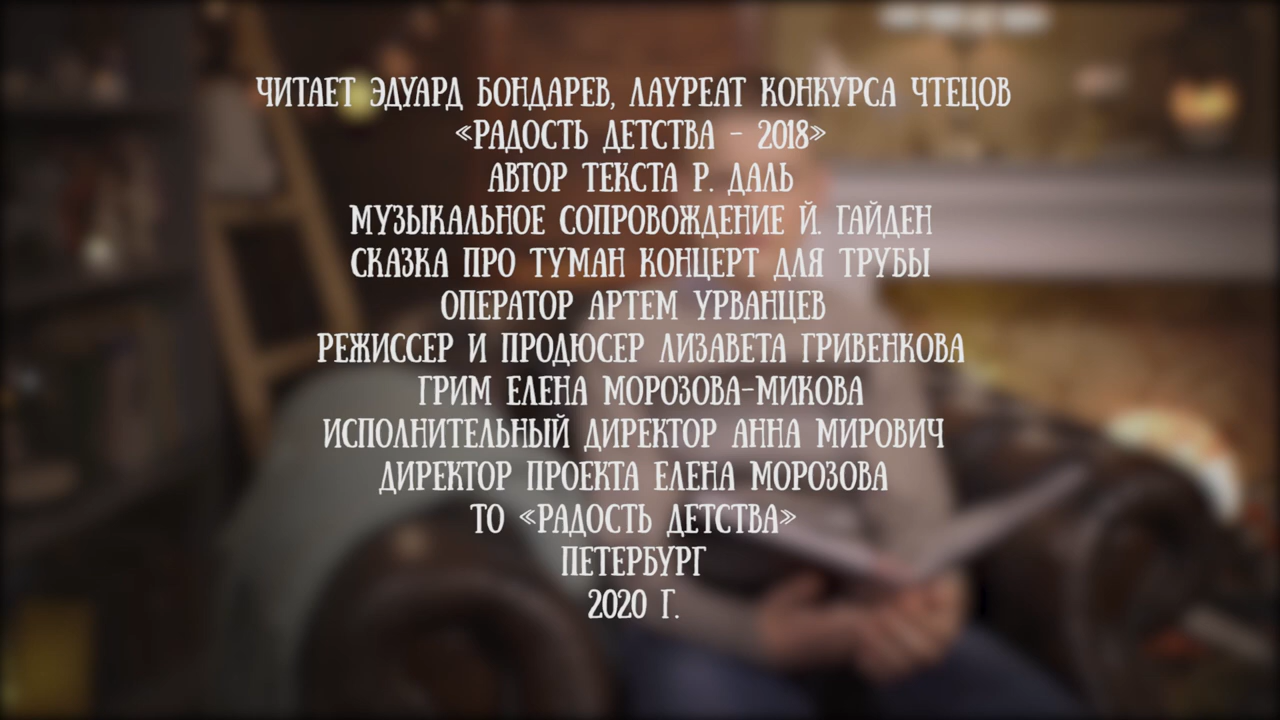 ЧИТАЕТ ЭДУАРД БОНДАРЕВ, ЛАУРЕАТ КОНКУРСА ЧТЕЦОВ
«РАДОСТЬ ДЕТСТВА - 2018»
АВТОР ТЕКСТА Р. ДАЛЬ
МУЗЫКАЛЬНОЕ СОПРОВОЖДЕНИЕ Й. ГАЙДЕН
СКАЗКА ПРО ТУМАН КОНЦЕРТ ДЛЯ ТРУБЫ
ОПЕРАТОР АРТЕМ УРВАНЦЕВ
РЕЖИССЕР И ПРОДЮСЕР ЛИЗАВЕТА ГРИВЕНКОВА
ГРИМ ЕЛЕНА МОРОЗОВА-МИКОВА
ИСПОЛНИТЕЛЬНЫЙ ДИРЕКТОР АННА МИРОВИЧ
ДИРЕКТОР ПРОЕКТА ЕЛЕНА МОРОЗОВА
ТО «РАДОСТЬ ДЕТСТВА»
ПЕТЕРБУРГ
2020 Г.